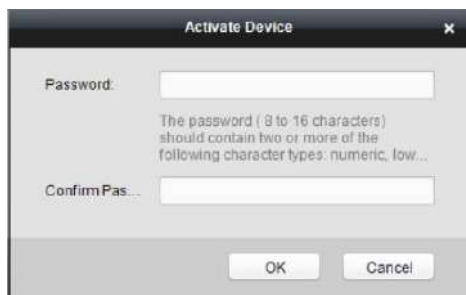 Activate Device
Password:
The password ( 8 to 16 characters)
should contain two or more of the
following character types: numeric, low...
Confirm Pas...
OK
Cancel